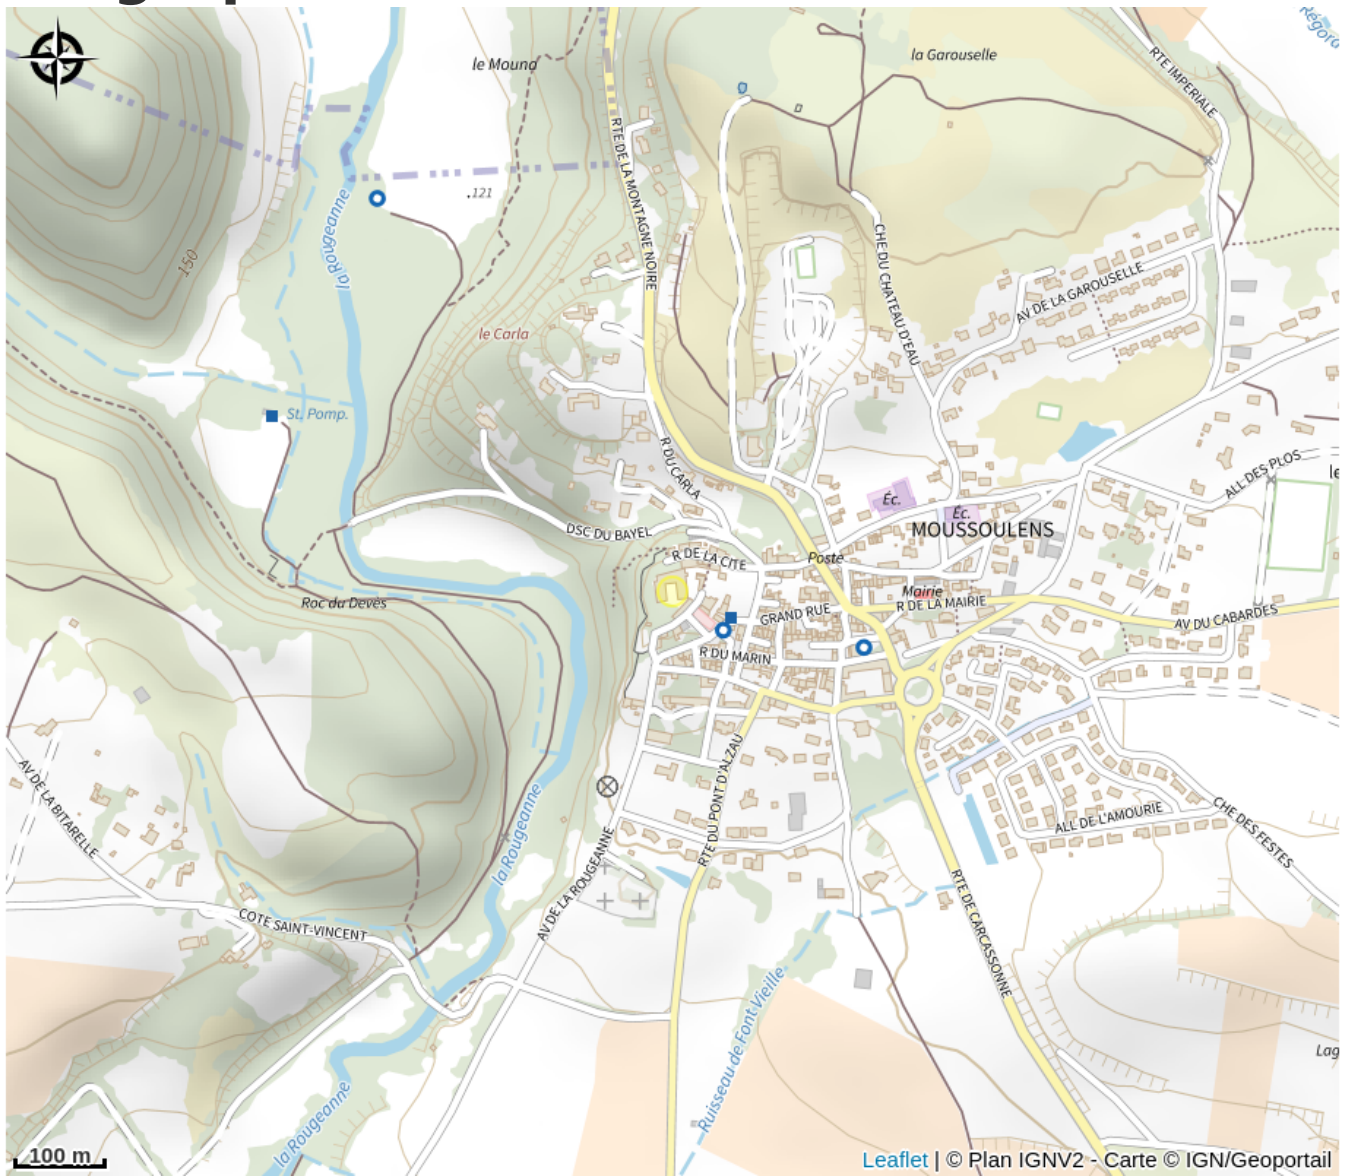 le Mound
la Garouselle
RTE IMPERIALE
RTE DE LA MONTAGNE NOIRE
.121
la Rougeanne
150
CHE DU CHATEAU D'EAU
AV DE LA GAROUSELLE
le Carla
St. Pomp.
R DU CARLA
ALL DES PLOS
le
Éc.
Éc.
MOUSSOULENS
DSC DU BAYEL
R DE LA CITE
Poste
Mairie
R DE LA MAIRIE
Roc du Devès
GRAND RUE
AV DU CABARDES
R DU MARIN
AV DE LA BITARELLE
RTE DU PONT D'ALZAU
la Rougeanne
ALL DE L'AMOURIE
CHE DES FESTES
AV DE LA ROUGEANNE
RTE DE CARCASSONNE
COTE SAINT-VINCENT
Ruisseau de Font Vieille
Lag
la Rougeanne
100 m
Leaflet | © Plan IGNV2 - Carte © IGN/Geoportail